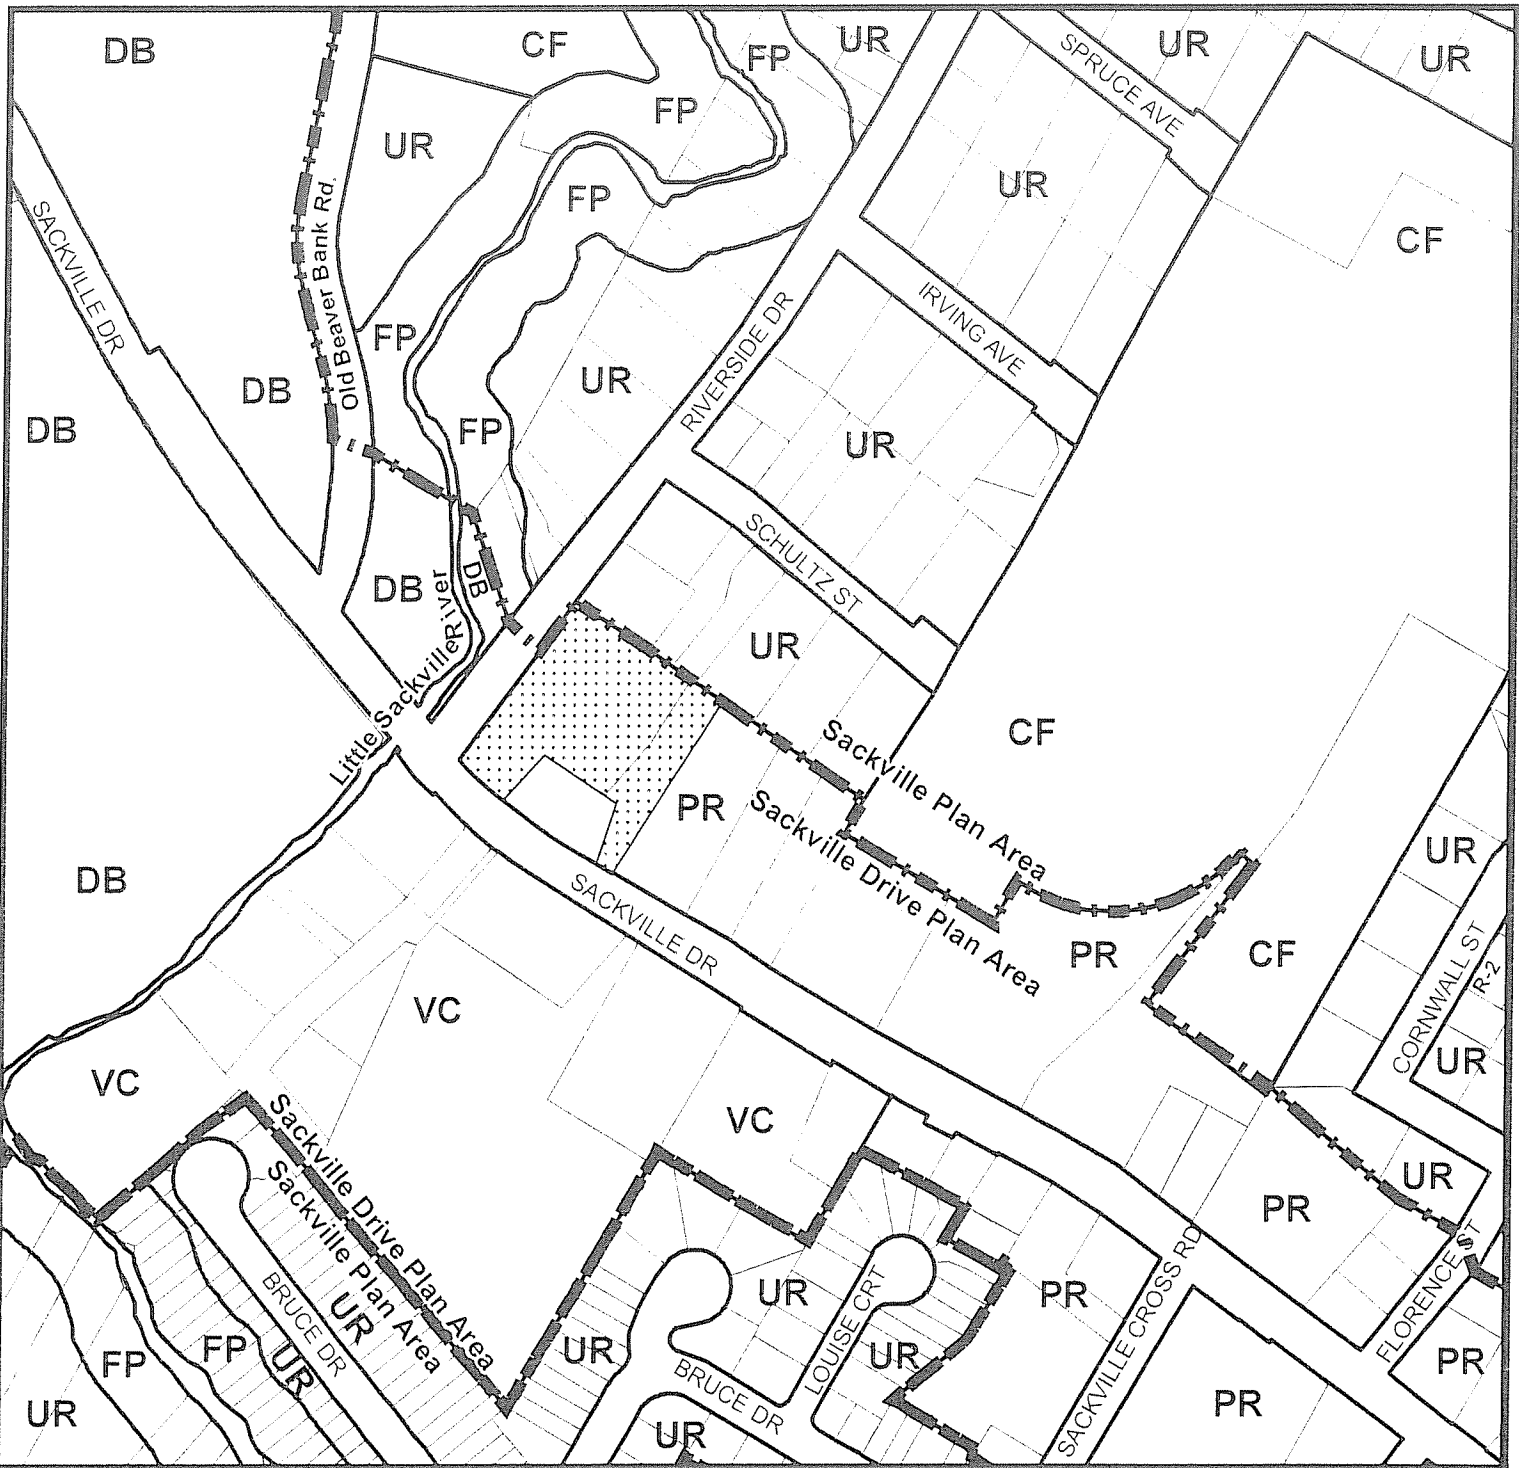 DB
CF
FP
UR
SPRUCE AVE
UR
UR
FP
UR
FP
UR
CF
SACKVILLE DR
Old Beaver Bank Rd.
IRVING AVE
RIVERSIDE DR
FP
DB
UR
DB
FP
UR
SCHULTZ ST
DB
DB
Little Sackville River
UR
CF
Sackville Plan Area
Sackville Drive Plan Area
PR
DB
UR
SACKVILLE DR
PR
CF
CORNWALL ST
R-2
VC
UR
VC
VC
Sackville Drive Plan Area
Sackville Plan Area
UR
PR
FLORENCE ST
SACKVILLE CROSS RD
BRUCE DR
UR
UR
LOUISE CRT
PR
UR
UR
FP
FP
UR
BRUCE DR
PR
PR
UR
UR